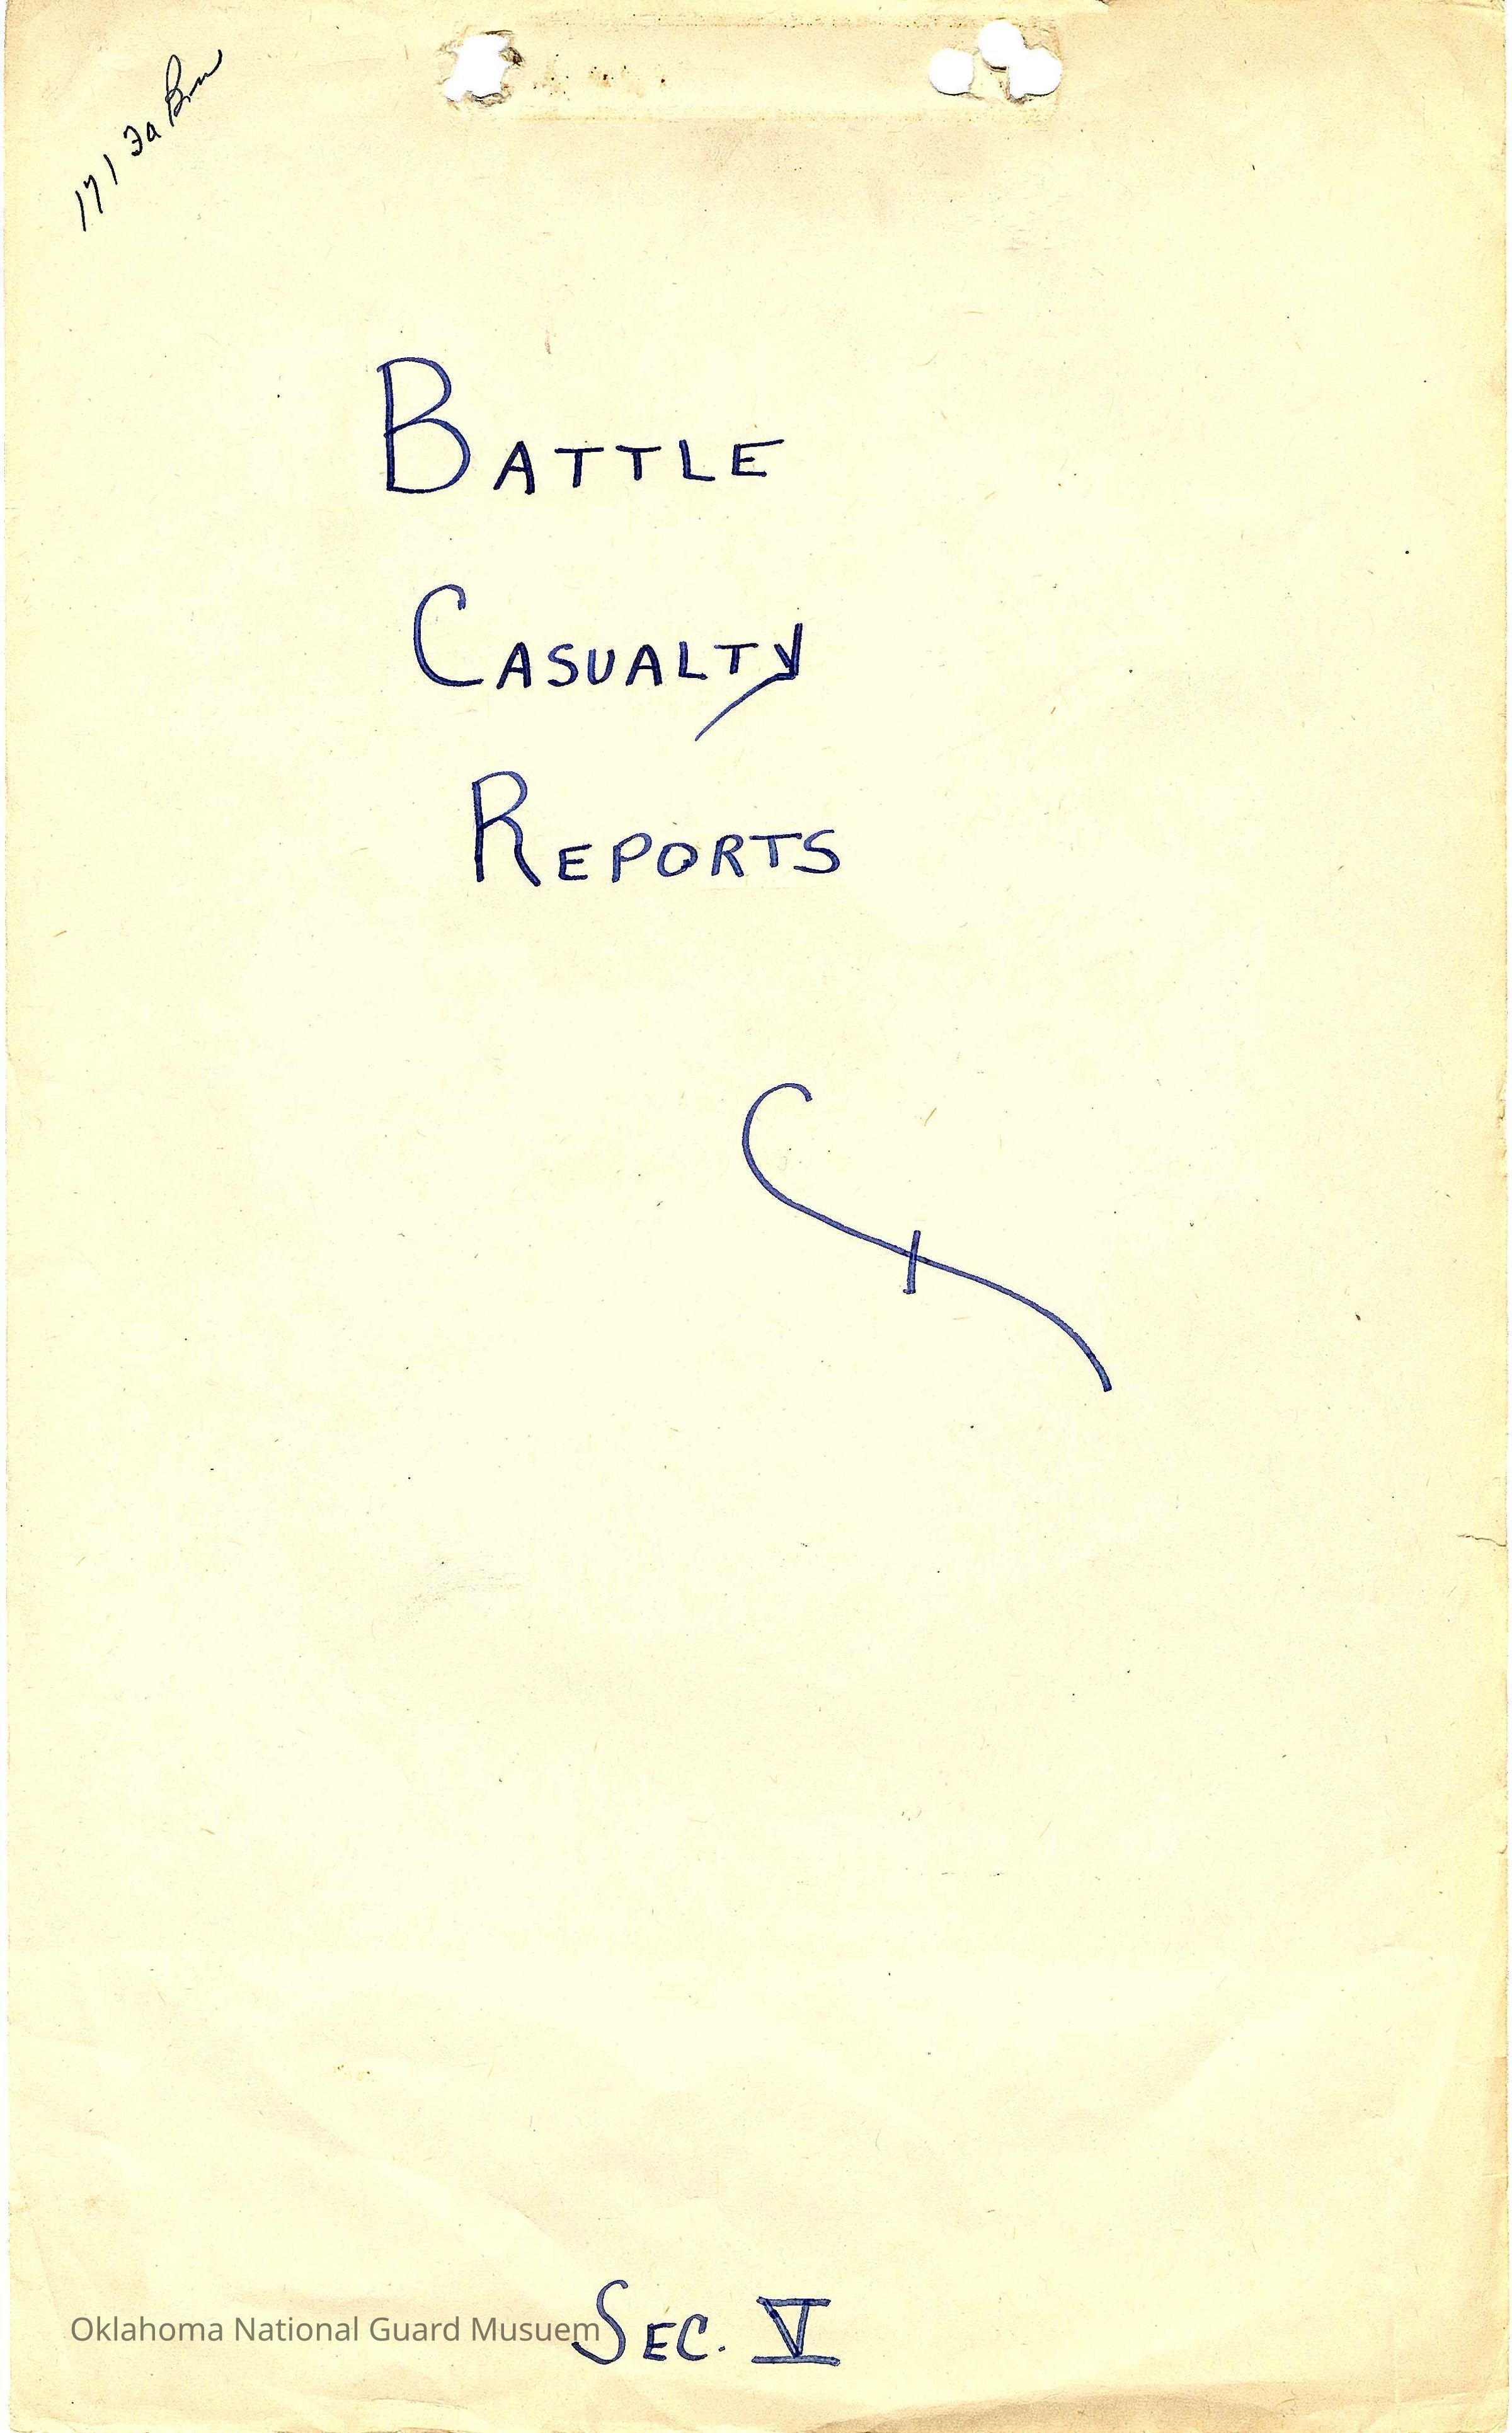 171 Fa Bn
BATTLE
CASUALTY
REPORTS
SEC. V
Oklahoma National Guard Musuem